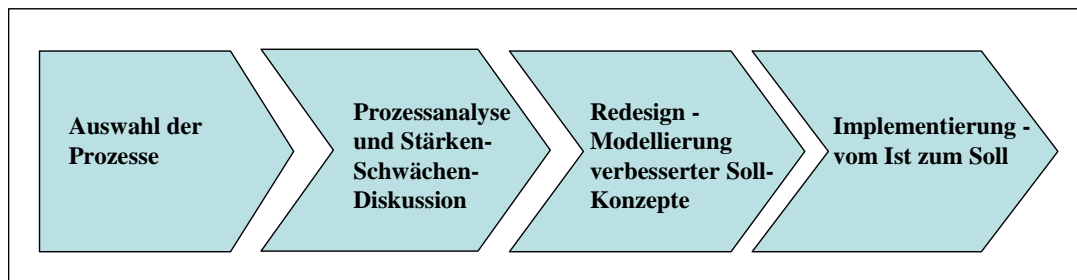 Auswahl der
Prozesse
Prozessanalyse
und Stärken-
Schwächen-
Diskussion
Redesign -
Modellierung
verbesserter Soll-
Konzepte
Implementierung -
vom Ist zum Soll